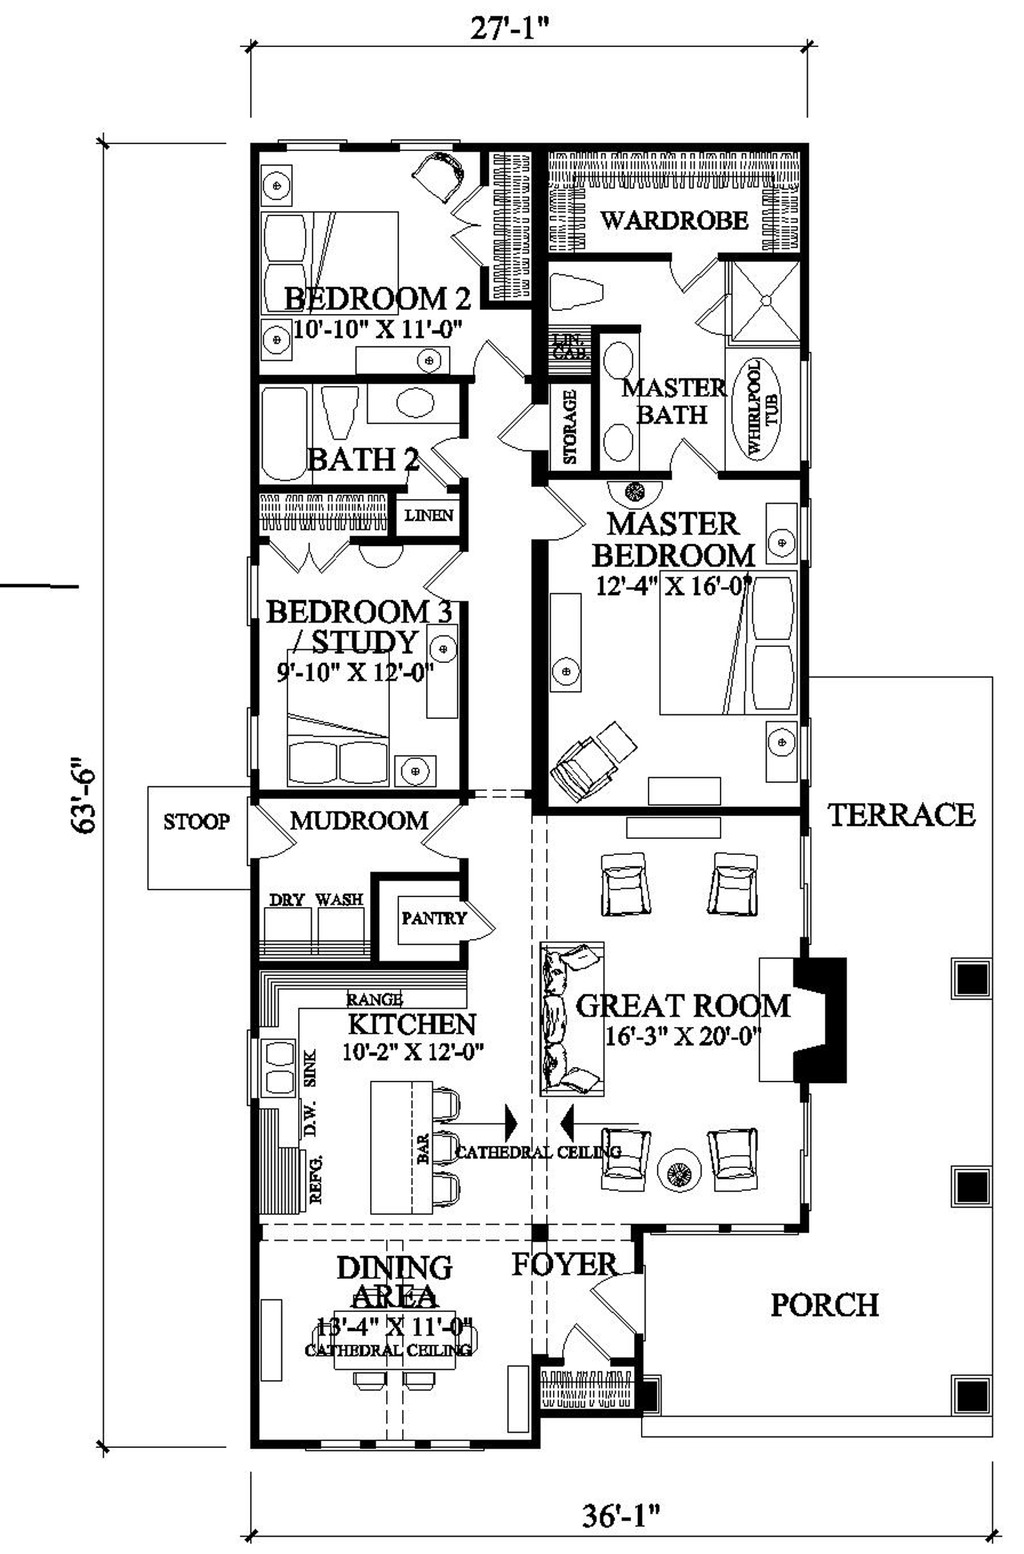 27'-1"
WARDROBE
BEDROOM 2
10'-10" X 11'-0"
LIN.
CAB.
MASTER
BATH
WHIRLPOOL
TUB
STORAGE
BATH 2
LINEN
MASTER
BEDROOM
12'-4" X 16'-0"
BEDROOM 3
/ STUDY
9'-10" X 12'-0"
63'-6"
STOOP
MUDROOM
TERRACE
DRY
WASH
PANTRY
RANGE
KITCHEN
10'-2" X 12'-0"
GREAT ROOM
16'-3" X 20'-0"
SINK
D.W.
REFG.
BAR
CATHEDRAL CEILING
DINING
AREA
13'-4" X 11'-0"
CATHEDRAL CEILING
FOYER
PORCH
36'-1"